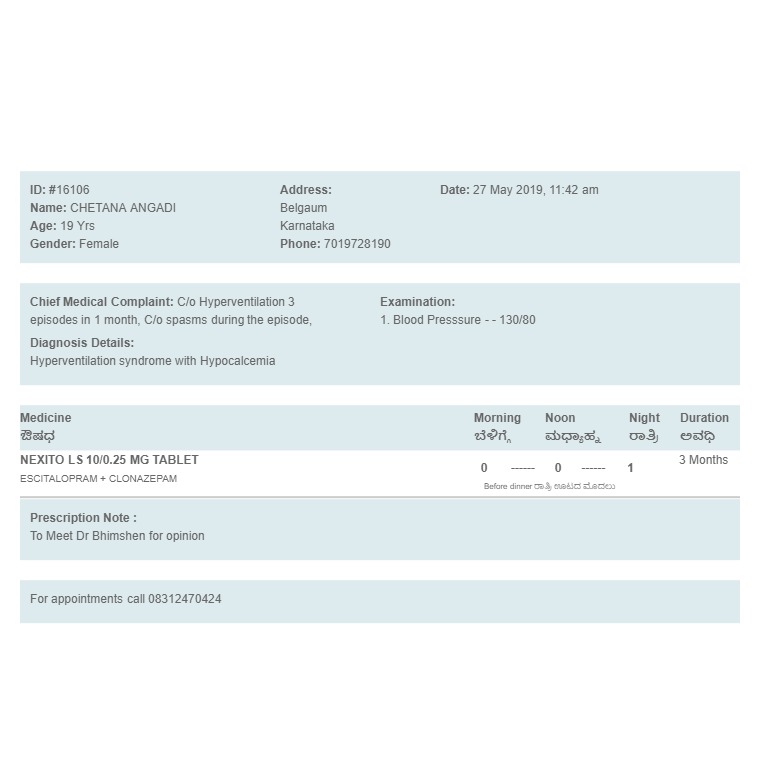 ID: #16106
Name: CHETANA ANGADI
Age: 19 Yrs
Gender: Female
Address:
Belgaum
Karnataka
Phone: 7019728190
Date: 27 May 2019, 11:42 am
Chief Medical Complaint: C/o Hyperventilation 3
episodes in 1 month, C/o spasms during the episode,
Diagnosis Details:
Hyperventilation syndrome with Hypocalcemia
Examination:
1. Blood Presssure - - 130/80
Medicine Morning Noon Night Duration
ಔಷಧ ಬೆಳಿಗ್ಗೆ ಮಧ್ಯಾಹ್ನ ರಾತ್ರಿ ಅವಧಿ
NEXITO LS 10/0.25 MG TABLET 0 ------ 0 ------ 1 3 Months
ESCITALOPRAM + CLONAZEPAM
Before dinner ರಾತ್ರಿ ಊಟದ ಮೊದಲು
Prescription Note :
To Meet Dr Bhimshen for opinion
For appointments call 08312470424